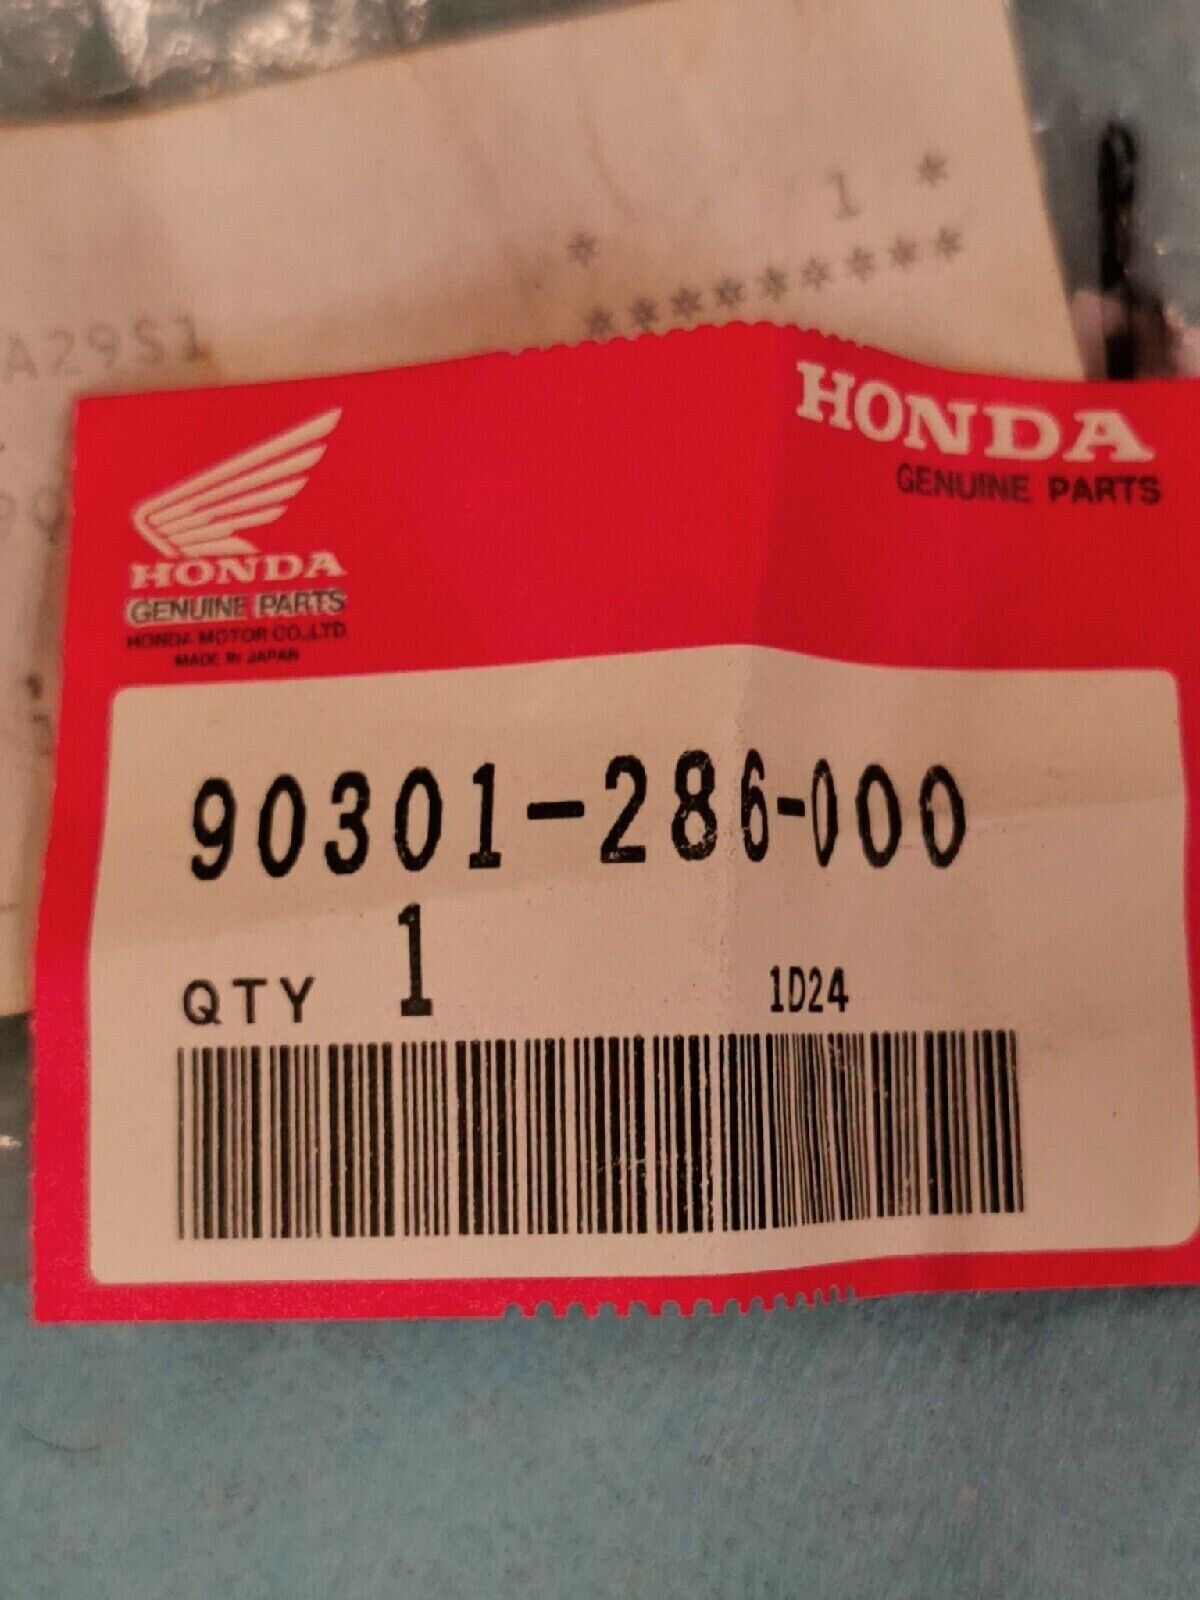 1 *
*
*********
A29S1
HONDA
GENUINE PARTS
HONDA
GENUINE PARTS
HONDA MOTOR CO.,LTD.
MADE IN JAPAN
90301-286-000
QTY 1
1D24